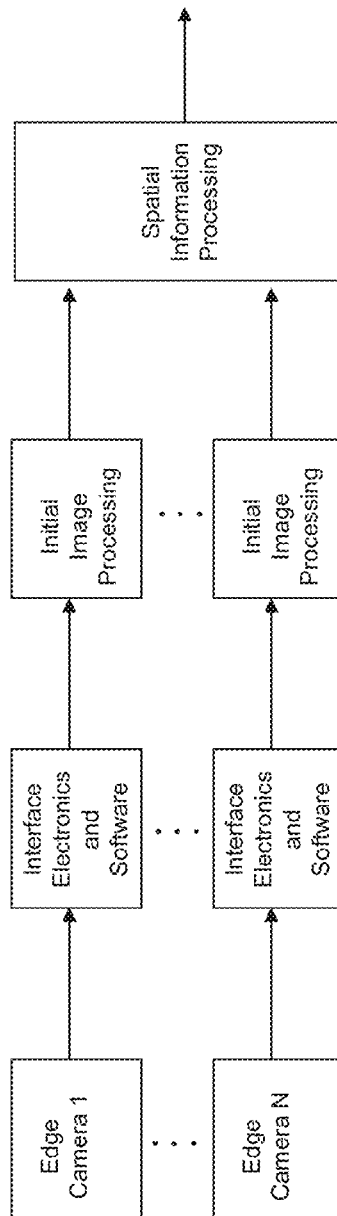 Edge
Camera 1
Interface
Electronics
and
Software
Initial
Image
Processing
Spatial
Information
Processing
. . .
. . .
. . .
Edge
Camera N
Interface
Electronics
and
Software
Initial
Image
Processing